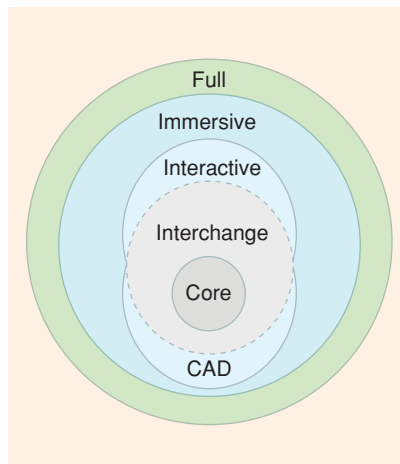 Full
Immersive
Interactive
Interchange
Core
CAD